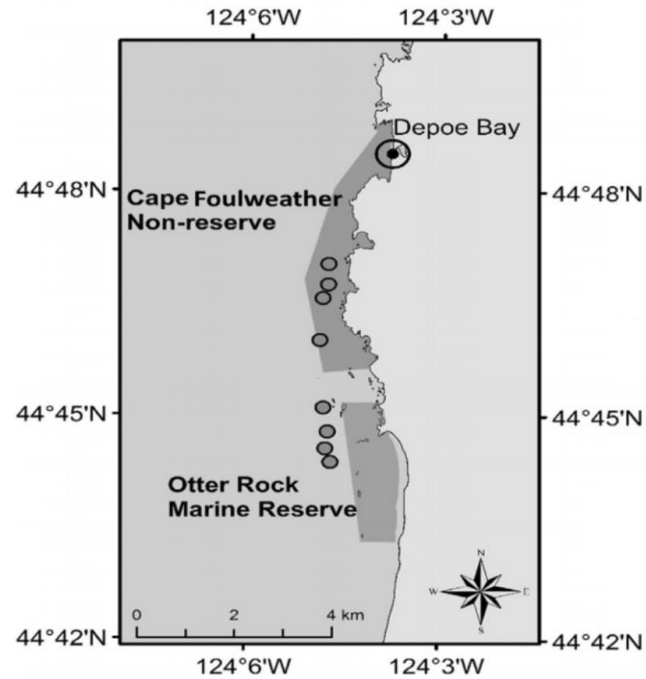 124°6'W 124°3'W
Depoe Bay
44°48'N 44°48'N
Cape Foulweather
Non-reserve
44°45'N 44°45'N
Otter Rock
Marine Reserve
N
W E
S
0 2 4 km
44°42'N 44°42'N
124°6'W 124°3'W